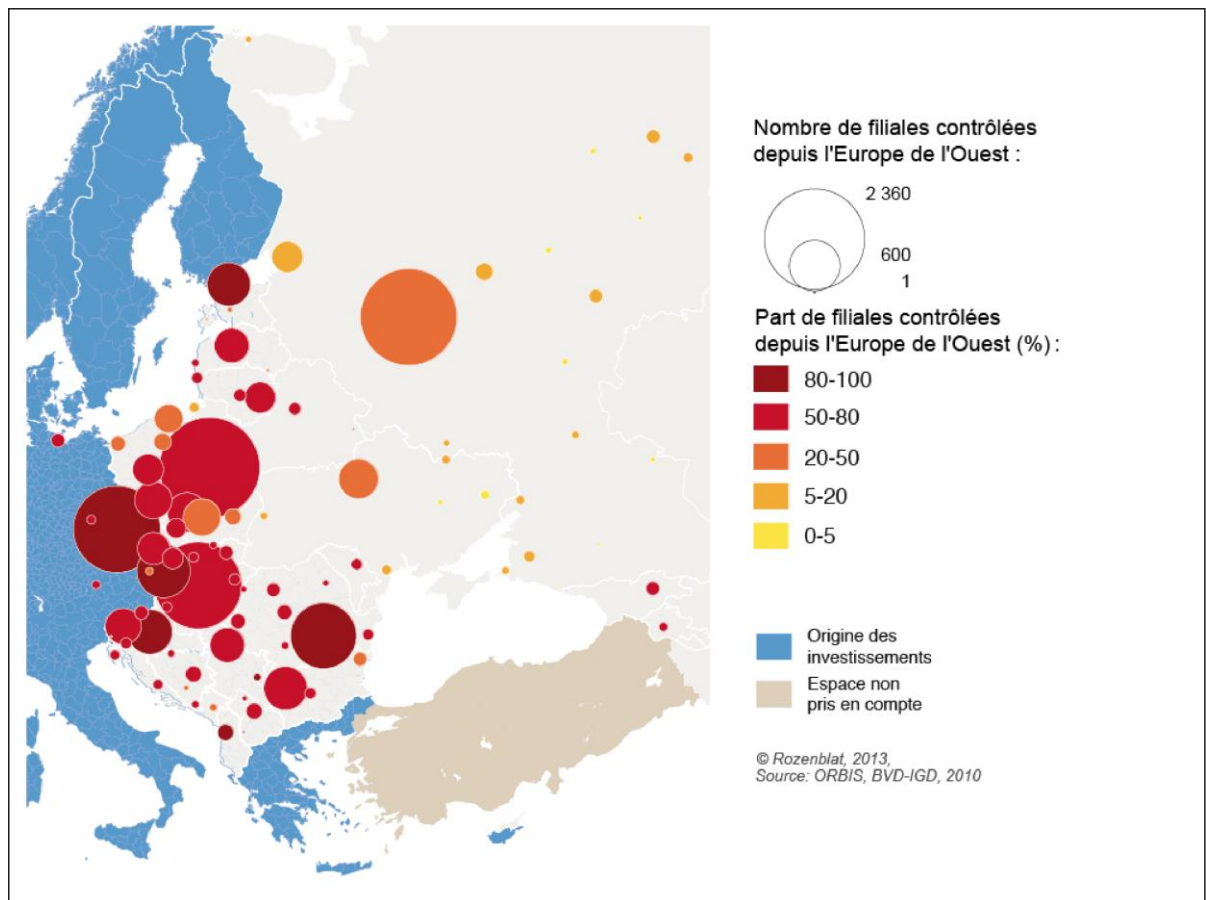 Nombre de filiales contrôlées
depuis l'Europe de l'Ouest :
2 360
600
1
Part de filiales contrôlées
depuis l'Europe de l'Ouest (%) :
80-100
50-80
20-50
5-20
0-5
Origine des
investissements
Espace non
pris en compte
© Rozenblat, 2013,
Source: ORBIS, BVD-IGD, 2010